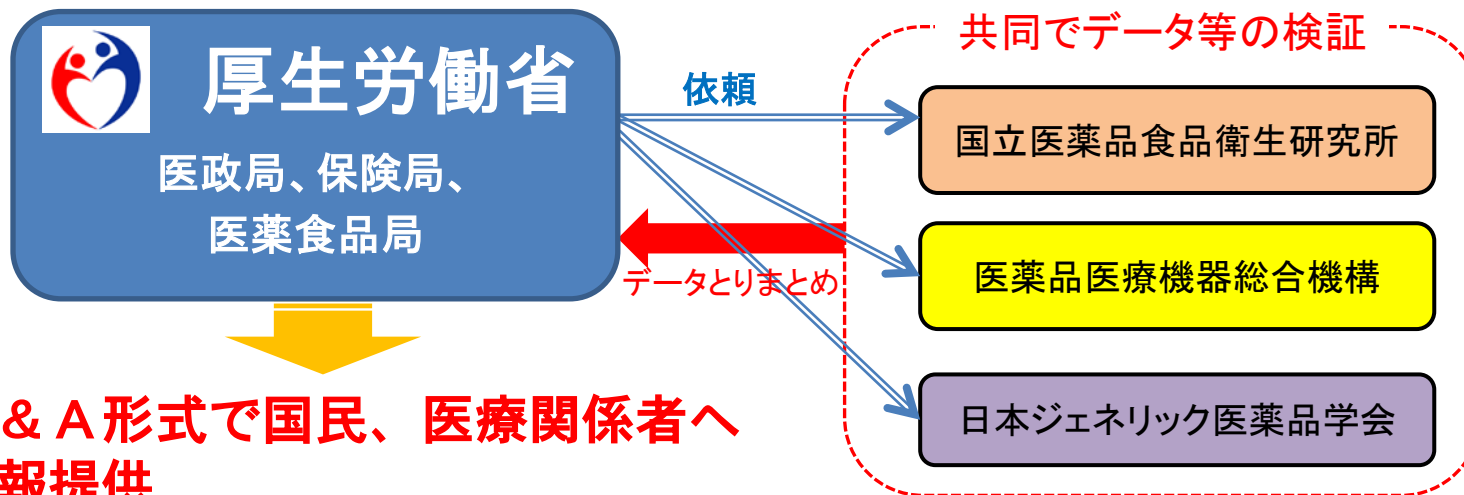 厚生労働省
医政局、保険局、
医薬食品局
依頼
データとりまとめ
共同でデータ等の検証
国立医薬品食品衛生研究所
医薬品医療機器総合機構
日本ジェネリック医薬品学会
&A形式で国民、医療関係者へ
報提供